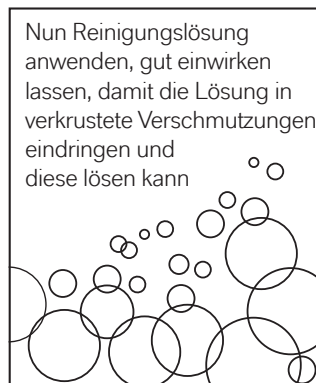 Nun Reinigungslösung
anwenden, gut einwirken
lassen, damit die Lösung in
verkrustete Verschmutzungen
eindringen und
diese lösen kann